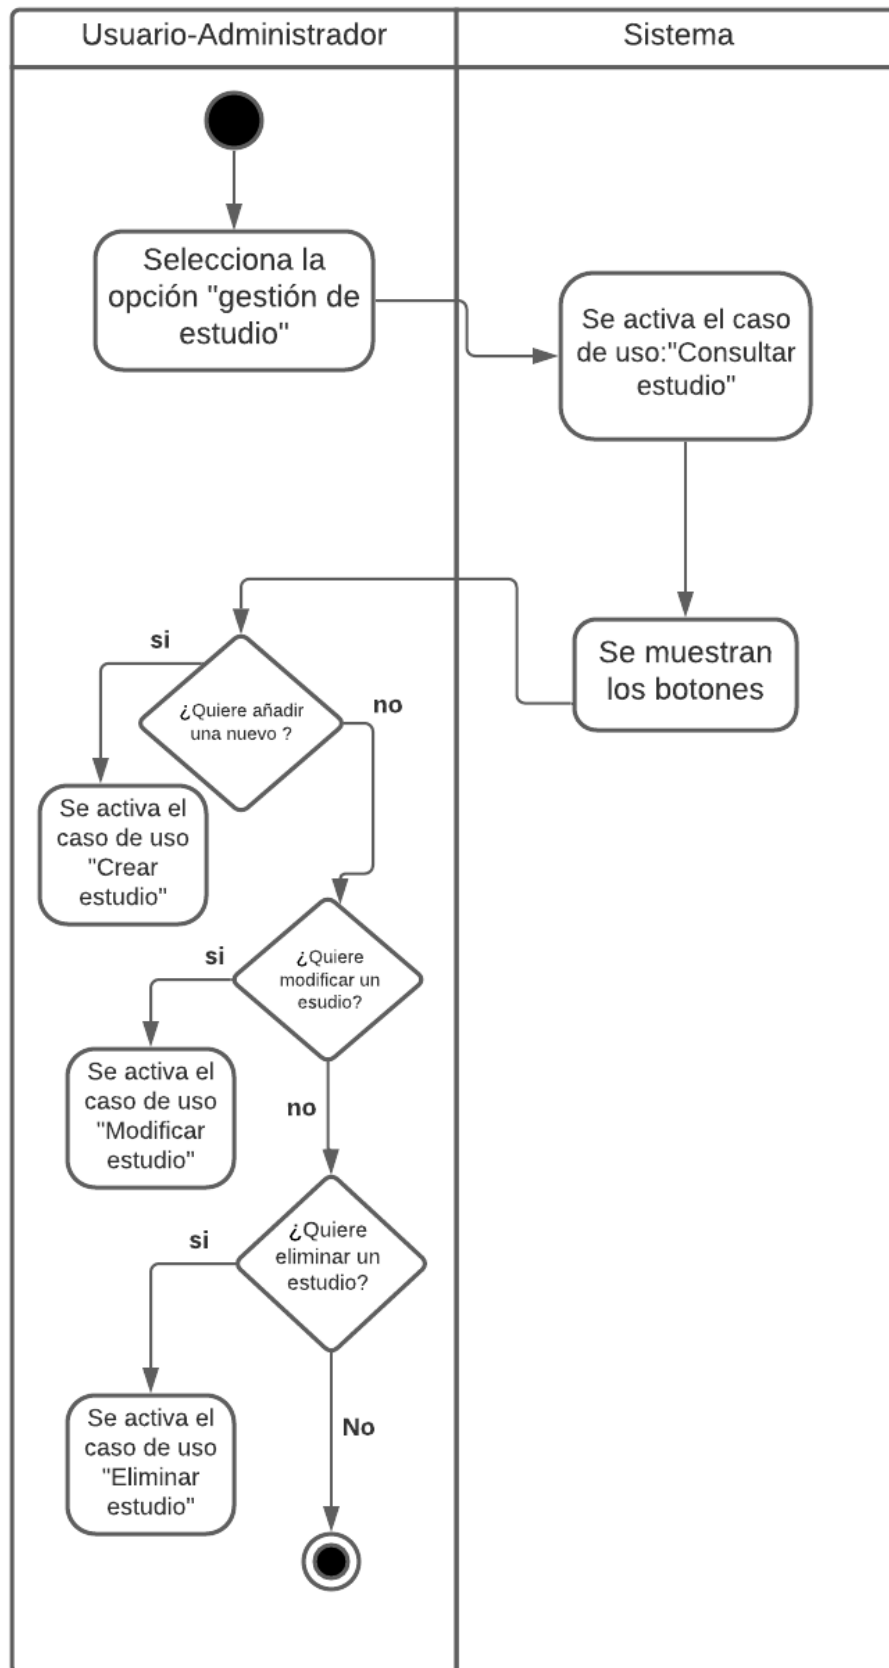 Usuario-Administrador
Sistema
Selecciona la
opción "gestión de
estudio"
Se activa el caso
de uso:"Consultar
estudio"
Se muestran
los botones
si
¿Quiere añadir
una nuevo ?
no
Se activa el
caso de uso
"Crear
estudio"
si
¿Quiere
modificar un
esudio?
Se activa el
caso de uso
"Modificar
estudio"
no
si
¿Quiere
eliminar un
estudio?
Se activa el
caso de uso
"Eliminar
estudio"
No